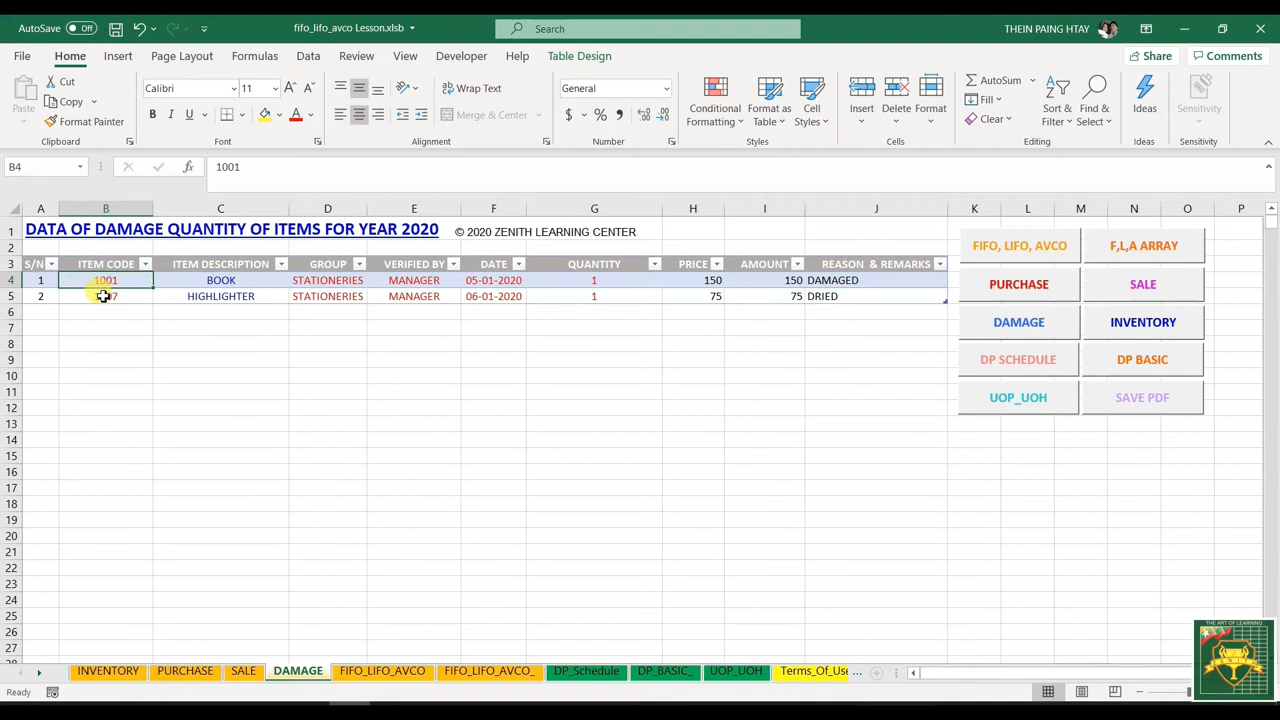 AutoSave Off fifo_lifo_avco Lesson.xlsb Search THEIN PAING HTAY
File Home Insert Page Layout Formulas Data Review View Developer Help Table Design Share Comments
Paste Cut Copy Format Painter Clipboard
Calibri 11 A A B I U A Font
Wrap Text Merge & Center Alignment
General $ % Number
Conditional Formatting Format as Table Cell Styles Styles
Insert Delete Format Cells
AutoSum Fill Clear Sort & Filter Find & Select Editing
Ideas Ideas
Sensitivity Sensitivity
B4 fx 1001
A B C D E F G H I J K L M N O P
1 DATA OF DAMAGE QUANTITY OF ITEMS FOR YEAR 2020 © 2020 ZENITH LEARNING CENTER
2
3 S/N ITEM CODE ITEM DESCRIPTION GROUP VERIFIED BY DATE QUANTITY PRICE AMOUNT REASON & REMARKS
4 1 1001 BOOK STATIONERIES MANAGER 05-01-2020 1 150 150 DAMAGED
5 2 HIGHLIGHTER STATIONERIES MANAGER 06-01-2020 1 75 75 DRIED
6
7
8
9
10
11
12
13
14
15
16
17
18
19
20
21
22
23
24
25
26
27
FIFO, LIFO, AVCO F,L,A ARRAY
PURCHASE SALE
DAMAGE INVENTORY
DP SCHEDULE DP BASIC
UOP_UOH SAVE PDF
THE ART OF LEARNING
ZENITH
INVENTORY PURCHASE SALE DAMAGE FIFO_LIFO_AVCO FIFO_LIFO_AVCO_ DP_Schedule DP_BASIC_ UOP_UOH Terms_Of_Use ...
Ready